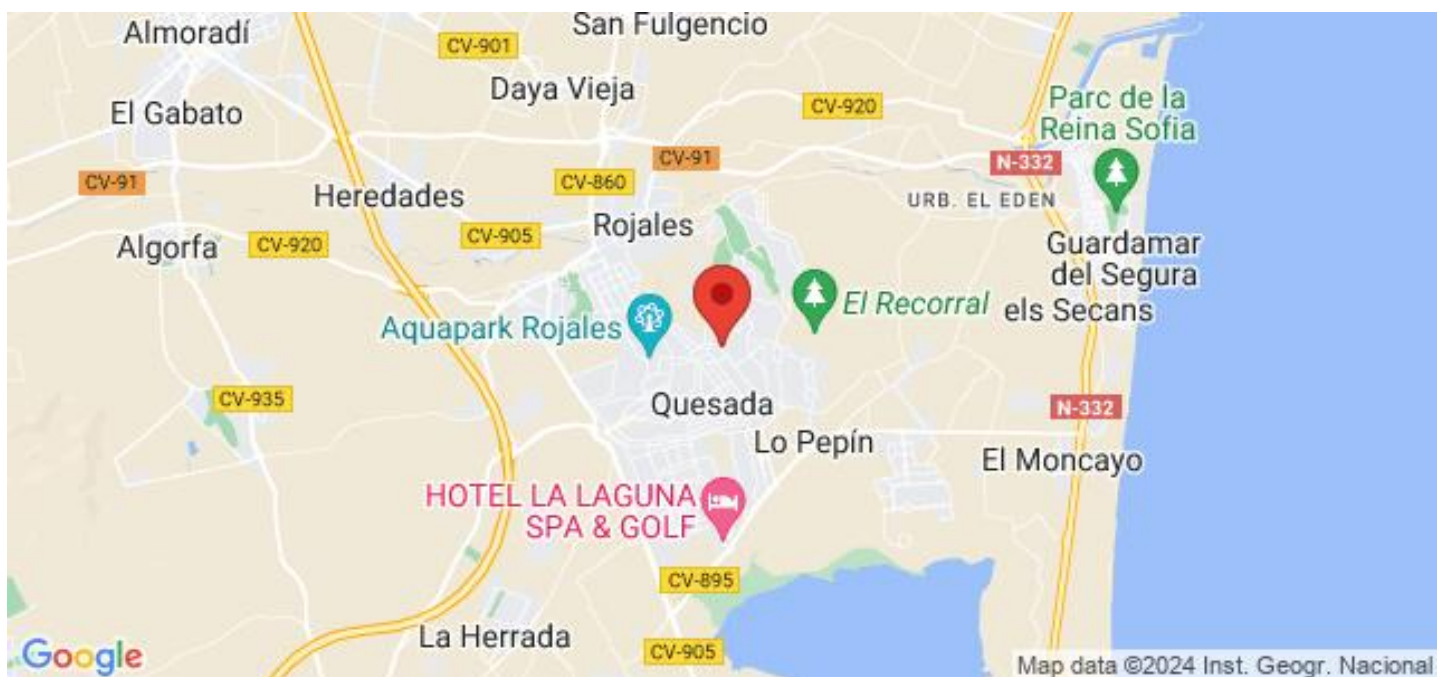 San Fulgencio
Almoradí
CV-901
Daya Vieja
Parc de la
Reina Sofia
El Gabato
CV-920
CV-91
N-332
CV-91
CV-860
Heredades
URB. EL EDEN
Rojales
CV-905
Algorfa
CV-920
Guardamar
del Segura
El Recorral
els Secans
Aquapark Rojales
CV-935
Quesada
N-332
Lo Pepín
El Moncayo
HOTEL LA LAGUNA
SPA & GOLF
CV-895
La Herrada
CV-905
Google
Map data ©2024 Inst. Geogr. Nacional